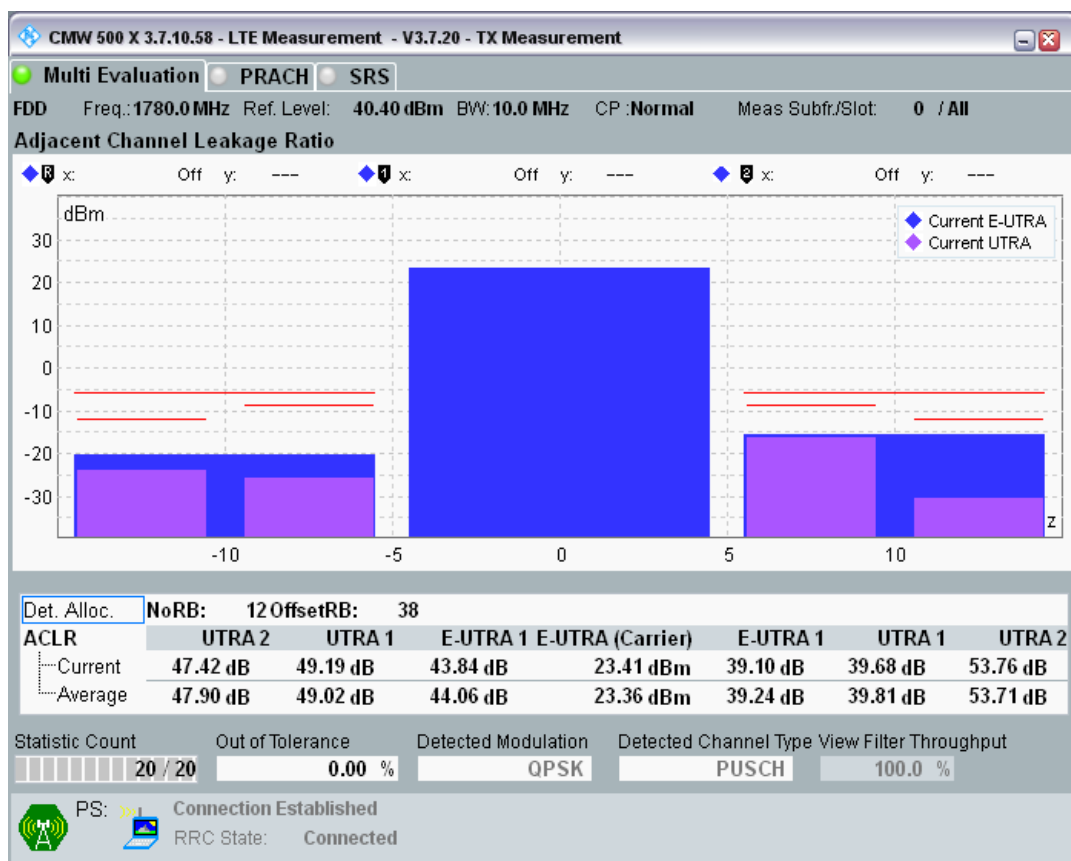 CMW 500 X 3.7.10.58 - LTE Measurement - V3.7.20 - TX Measurement
Multi Evaluation PRACH SRS
FDD Freq.: 1780.0 MHz Ref. Level: 40.40 dBm BW: 10.0 MHz CP : Normal Meas Subfr./Slot: 0 / All
Adjacent Channel Leakage Ratio
R x: Off y: --- 1 x: Off y: --- 2 x: Off y: ---
dBm
Current E-UTRA
Current UTRA
30
20
10
0
-10
-20
-30
z
-10 -5 0 5 10
Det. Alloc. NoRB: 12 OffsetRB: 38
ACLR UTRA 2 UTRA 1 E-UTRA 1 E-UTRA (Carrier) E-UTRA 1 UTRA 1 UTRA 2
Current 47.42 dB 49.19 dB 43.84 dB 23.41 dBm 39.10 dB 39.68 dB 53.76 dB
Average 47.90 dB 49.02 dB 44.06 dB 23.36 dBm 39.24 dB 39.81 dB 53.71 dB
Statistic Count Out of Tolerance Detected Modulation Detected Channel Type View Filter Throughput
20 / 20 0.00 % QPSK PUSCH 100.0 %
PS: Connection Established
RRC State: Connected